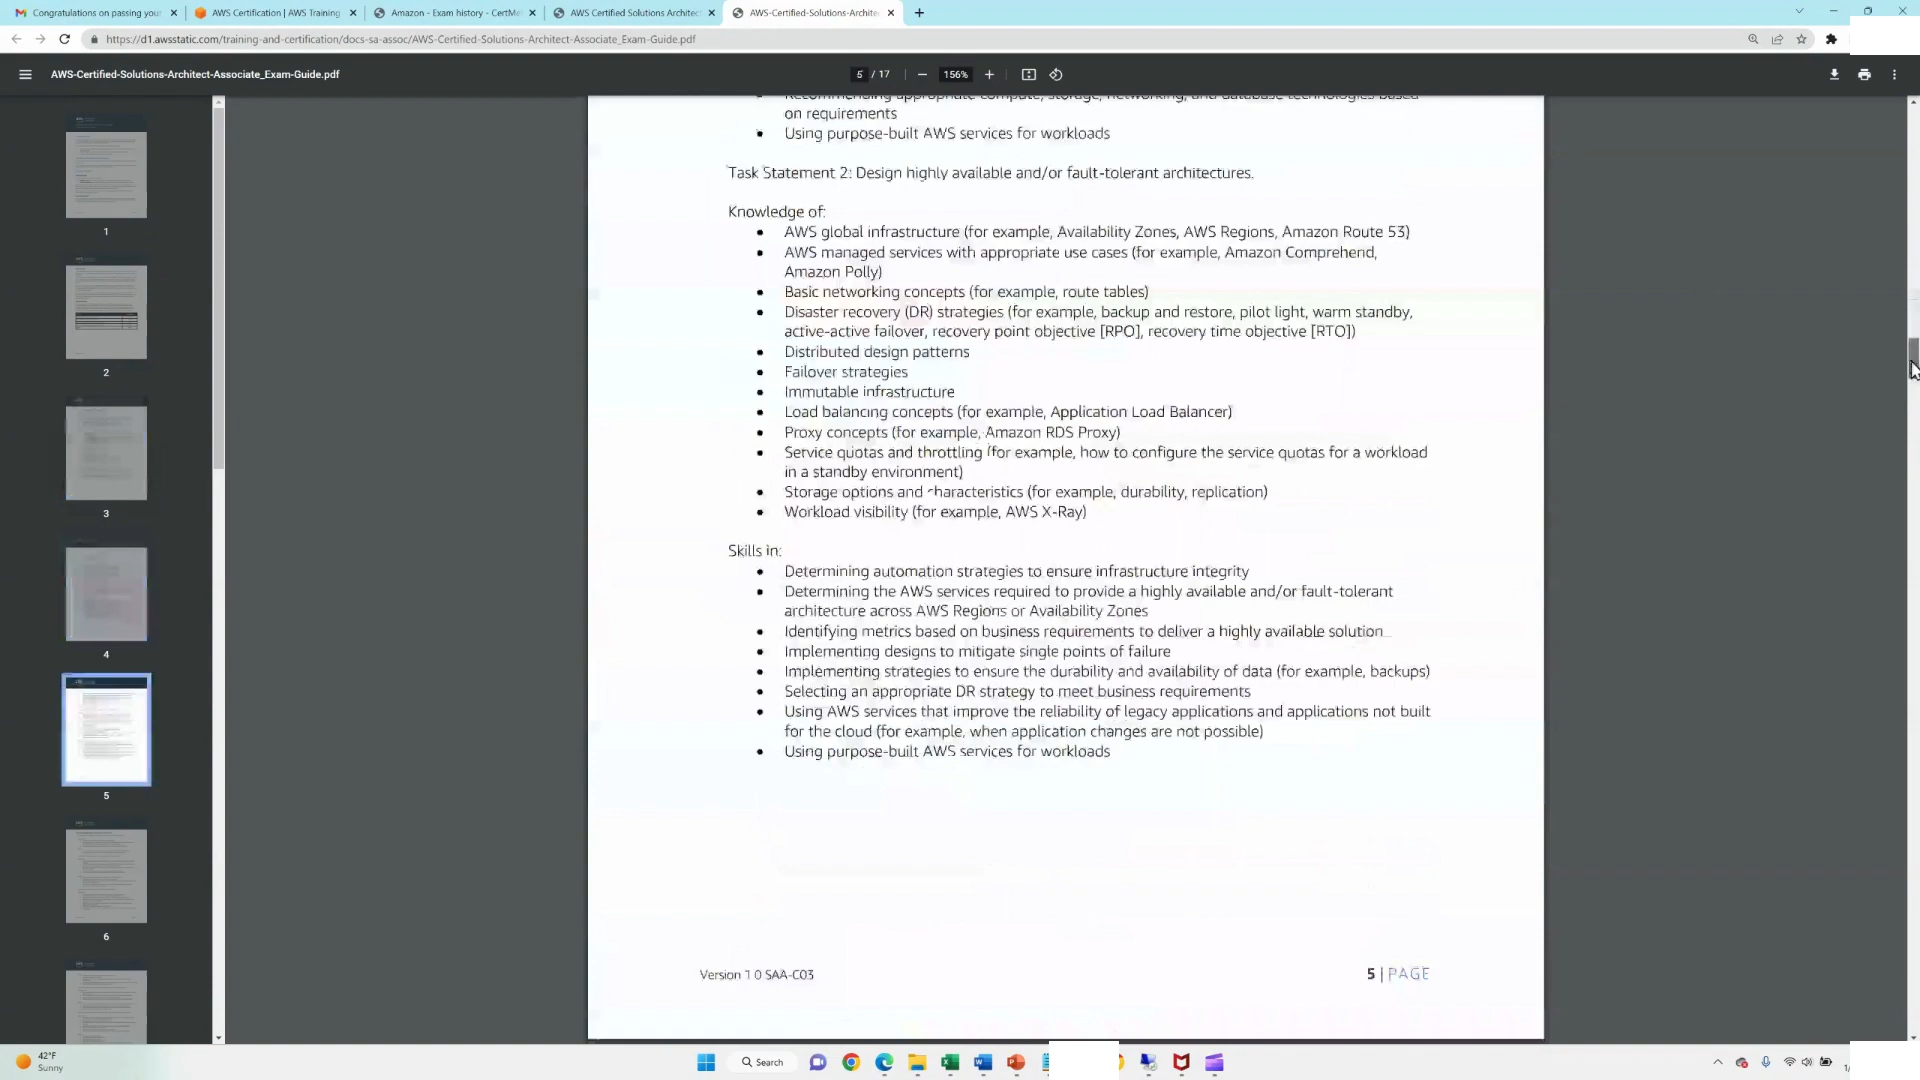 Congratulations on passing your
AWS Certification | AWS Training
Amazon - Exam history - CertMe
AWS Certified Solutions Architec
AWS-Certified-Solutions-Archite
https://d1.awsstatic.com/training-and-certification/docs-sa-assoc/AWS-Certified-Solutions-Architect-Associate_Exam-Guide.pdf
AWS-Certified-Solutions-Architect-Associate_Exam-Guide.pdf
5 / 17
156%
Recommending appropriate compute, storage, networking, and database technologies based
on requirements
• Using purpose-built AWS services for workloads
Task Statement 2: Design highly available and/or fault-tolerant architectures.
Knowledge of:
• AWS global infrastructure (for example, Availability Zones, AWS Regions, Amazon Route 53)
• AWS managed services with appropriate use cases (for example, Amazon Comprehend,
Amazon Polly)
• Basic networking concepts (for example, route tables)
• Disaster recovery (DR) strategies (for example, backup and restore, pilot light, warm standby,
active-active failover, recovery point objective [RPO], recovery time objective [RTO])
• Distributed design patterns
• Failover strategies
• Immutable infrastructure
• Load balancing concepts (for example, Application Load Balancer)
• Proxy concepts (for example, Amazon RDS Proxy)
• Service quotas and throttling (for example, how to configure the service quotas for a workload
in a standby environment)
• Storage options and characteristics (for example, durability, replication)
• Workload visibility (for example, AWS X-Ray)
Skills in:
• Determining automation strategies to ensure infrastructure integrity
• Determining the AWS services required to provide a highly available and/or fault-tolerant
architecture across AWS Regions or Availability Zones
• Identifying metrics based on business requirements to deliver a highly available solution
• Implementing designs to mitigate single points of failure
• Implementing strategies to ensure the durability and availability of data (for example, backups)
• Selecting an appropriate DR strategy to meet business requirements
• Using AWS services that improve the reliability of legacy applications and applications not built
for the cloud (for example, when application changes are not possible)
• Using purpose-built AWS services for workloads
Version 1.0 SAA-C03
5 | PAGE
1
2
3
4
5
6
42°F
Sunny
Search